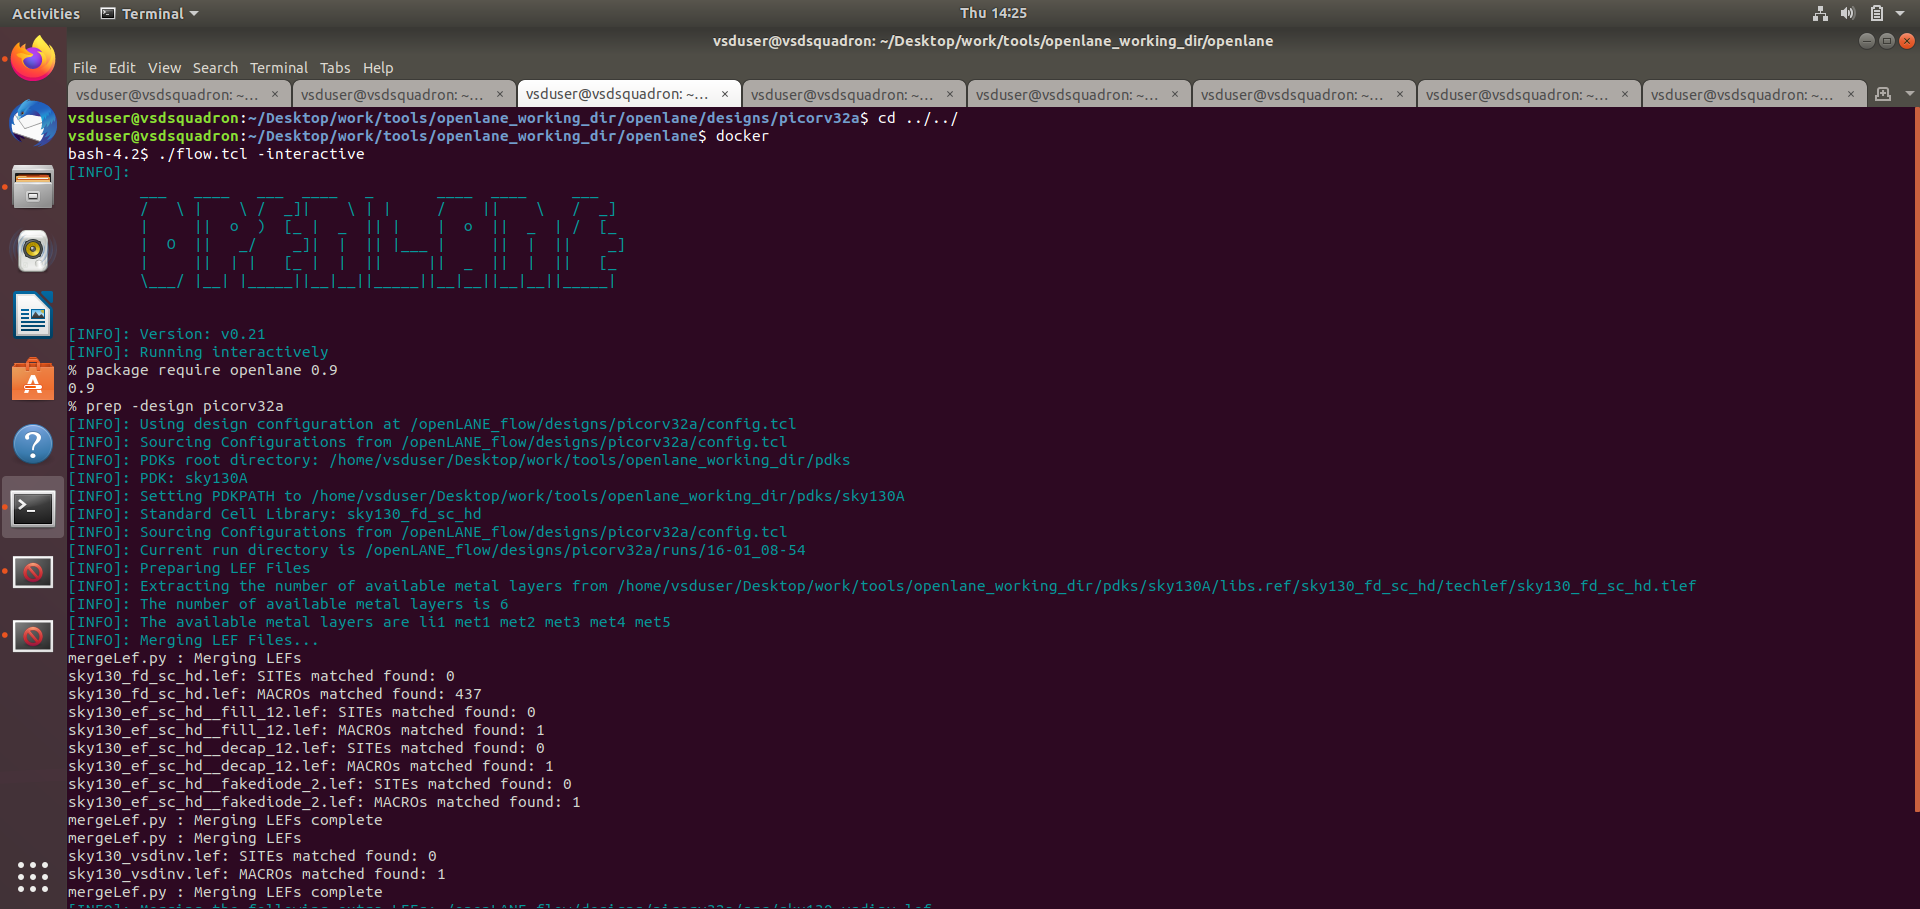 Activities Terminal Thu 14:25
vsduser@vsdsquadron: ~/Desktop/work/tools/openlane_working_dir/openlane
File Edit View Search Terminal Tabs Help
vsduser@vsdsquadron: ~... × vsduser@vsdsquadron: ~... × vsduser@vsdsquadron: ~... × vsduser@vsdsquadron: ~... × vsduser@vsdsquadron: ~... × vsduser@vsdsquadron: ~... × vsduser@vsdsquadron: ~... × vsduser@vsdsquadron: ~... ×
vsduser@vsdsquadron:~/Desktop/work/tools/openlane_working_dir/openlane/designs/picorv32a$ cd ../../
vsduser@vsdsquadron:~/Desktop/work/tools/openlane_working_dir/openlane$ docker
bash-4.2$ ./flow.tcl -interactive
[INFO]:
OPENLANE
[INFO]: Version: v0.21
[INFO]: Running interactively
% package require openlane 0.9
0.9
% prep -design picorv32a
[INFO]: Using design configuration at /openLANE_flow/designs/picorv32a/config.tcl
[INFO]: Sourcing Configurations from /openLANE_flow/designs/picorv32a/config.tcl
[INFO]: PDKs root directory: /home/vsduser/Desktop/work/tools/openlane_working_dir/pdks
[INFO]: PDK: sky130A
[INFO]: Setting PDKPATH to /home/vsduser/Desktop/work/tools/openlane_working_dir/pdks/sky130A
[INFO]: Standard Cell Library: sky130_fd_sc_hd
[INFO]: Sourcing Configurations from /openLANE_flow/designs/picorv32a/config.tcl
[INFO]: Current run directory is /openLANE_flow/designs/picorv32a/runs/16-01_08-54
[INFO]: Preparing LEF Files
[INFO]: Extracting the number of available metal layers from /home/vsduser/Desktop/work/tools/openlane_working_dir/pdks/sky130A/libs.ref/sky130_fd_sc_hd/techlef/sky130_fd_sc_hd.tlef
[INFO]: The number of available metal layers is 6
[INFO]: The available metal layers are li1 met1 met2 met3 met4 met5
[INFO]: Merging LEF Files...
mergeLef.py : Merging LEFs
sky130_fd_sc_hd.lef: SITEs matched found: 0
sky130_fd_sc_hd.lef: MACROs matched found: 437
sky130_ef_sc_hd__fill_12.lef: SITEs matched found: 0
sky130_ef_sc_hd__fill_12.lef: MACROs matched found: 1
sky130_ef_sc_hd__decap_12.lef: SITEs matched found: 0
sky130_ef_sc_hd__decap_12.lef: MACROs matched found: 1
sky130_ef_sc_hd__fakediode_2.lef: SITEs matched found: 0
sky130_ef_sc_hd__fakediode_2.lef: MACROs matched found: 1
mergeLef.py : Merging LEFs complete
mergeLef.py : Merging LEFs
sky130_vsdinv.lef: SITEs matched found: 0
sky130_vsdinv.lef: MACROs matched found: 1
mergeLef.py : Merging LEFs complete